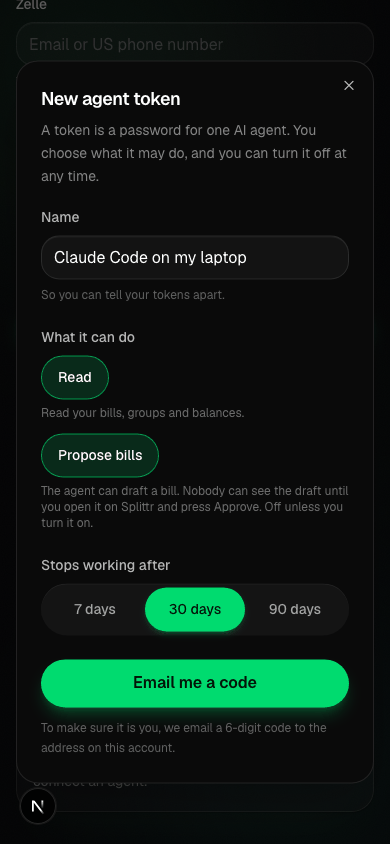 Zelle
Email or US phone number
New agent token
A token is a password for one AI agent. You
choose what it may do, and you can turn it off at
any time.
Name
Claude Code on my laptop
So you can tell your tokens apart.
What it can do
Read
Read your bills, groups and balances.
Propose bills
The agent can draft a bill. Nobody can see the draft until
you open it on Splittr and press Approve. Off unless you
turn it on.
Stops working after
7 days 30 days 90 days
Email me a code
To make sure it is you, we email a 6-digit code to the
address on this account.
connect an agent.
N